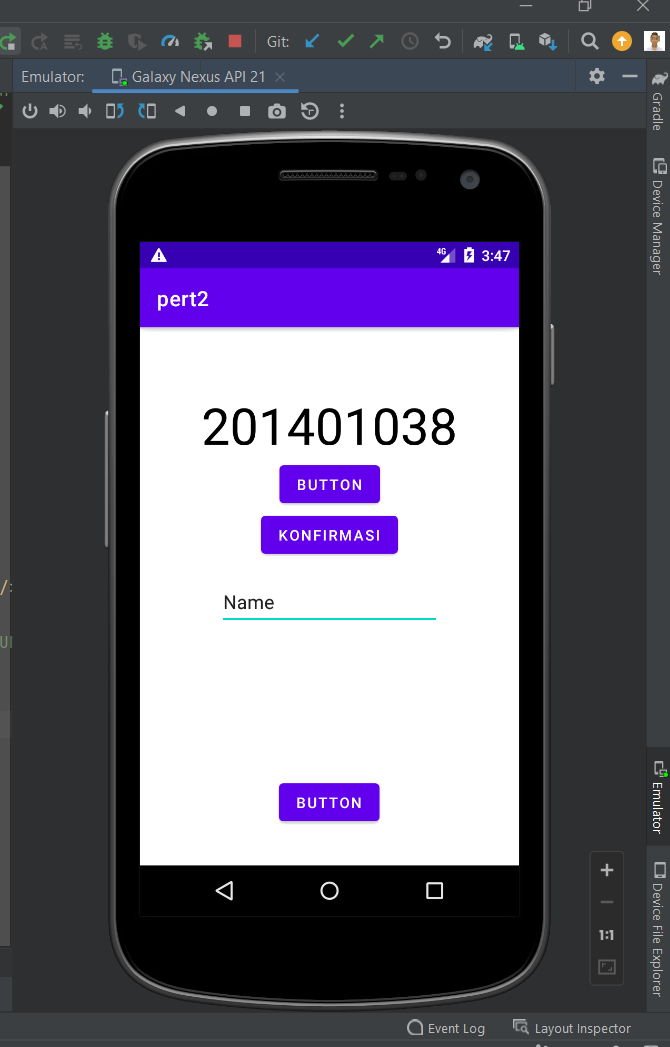 Git:
Emulator: Galaxy Nexus API 21
Gradle
Device Manager
4G 3:47
pert2
201401038
BUTTON
KONFIRMASI
Name
BUTTON
1:1
Emulator
Device File Explorer
Event Log Layout Inspector